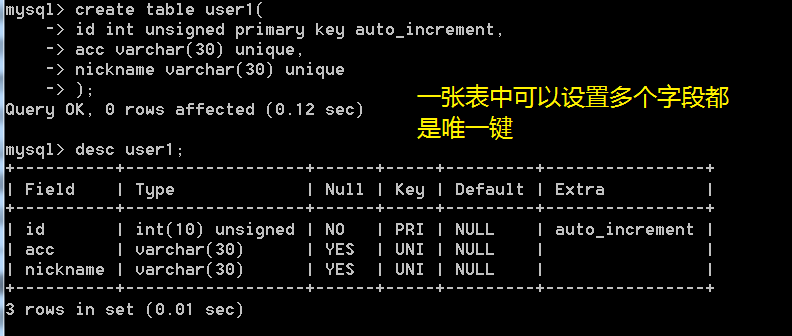 mysql> create table user1(
    -> id int unsigned primary key auto_increment,
    -> acc varchar(30) unique,
    -> nickname varchar(30) unique
    -> );
Query OK, 0 rows affected (0.12 sec)
一张表中可以设置多个字段都
是唯一键
mysql> desc user1;
+----------+------------------+------+-----+---------+----------------+
| Field    | Type             | Null | Key | Default | Extra          |
+----------+------------------+------+-----+---------+----------------+
| id       | int(10) unsigned | NO   | PRI | NULL    | auto_increment |
| acc      | varchar(30)      | YES  | UNI | NULL    |                |
| nickname | varchar(30)      | YES  | UNI | NULL    |                |
+----------+------------------+------+-----+---------+----------------+
3 rows in set (0.01 sec)